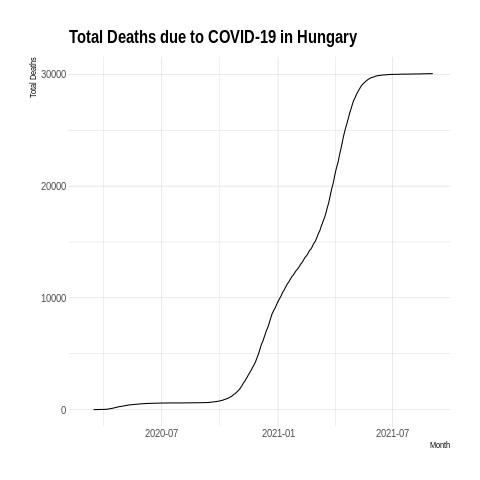 Total Deaths due to COVID-19 in Hungary
Total Deaths
30000
20000
10000
0
2020-07 2021-01 2021-07
Month